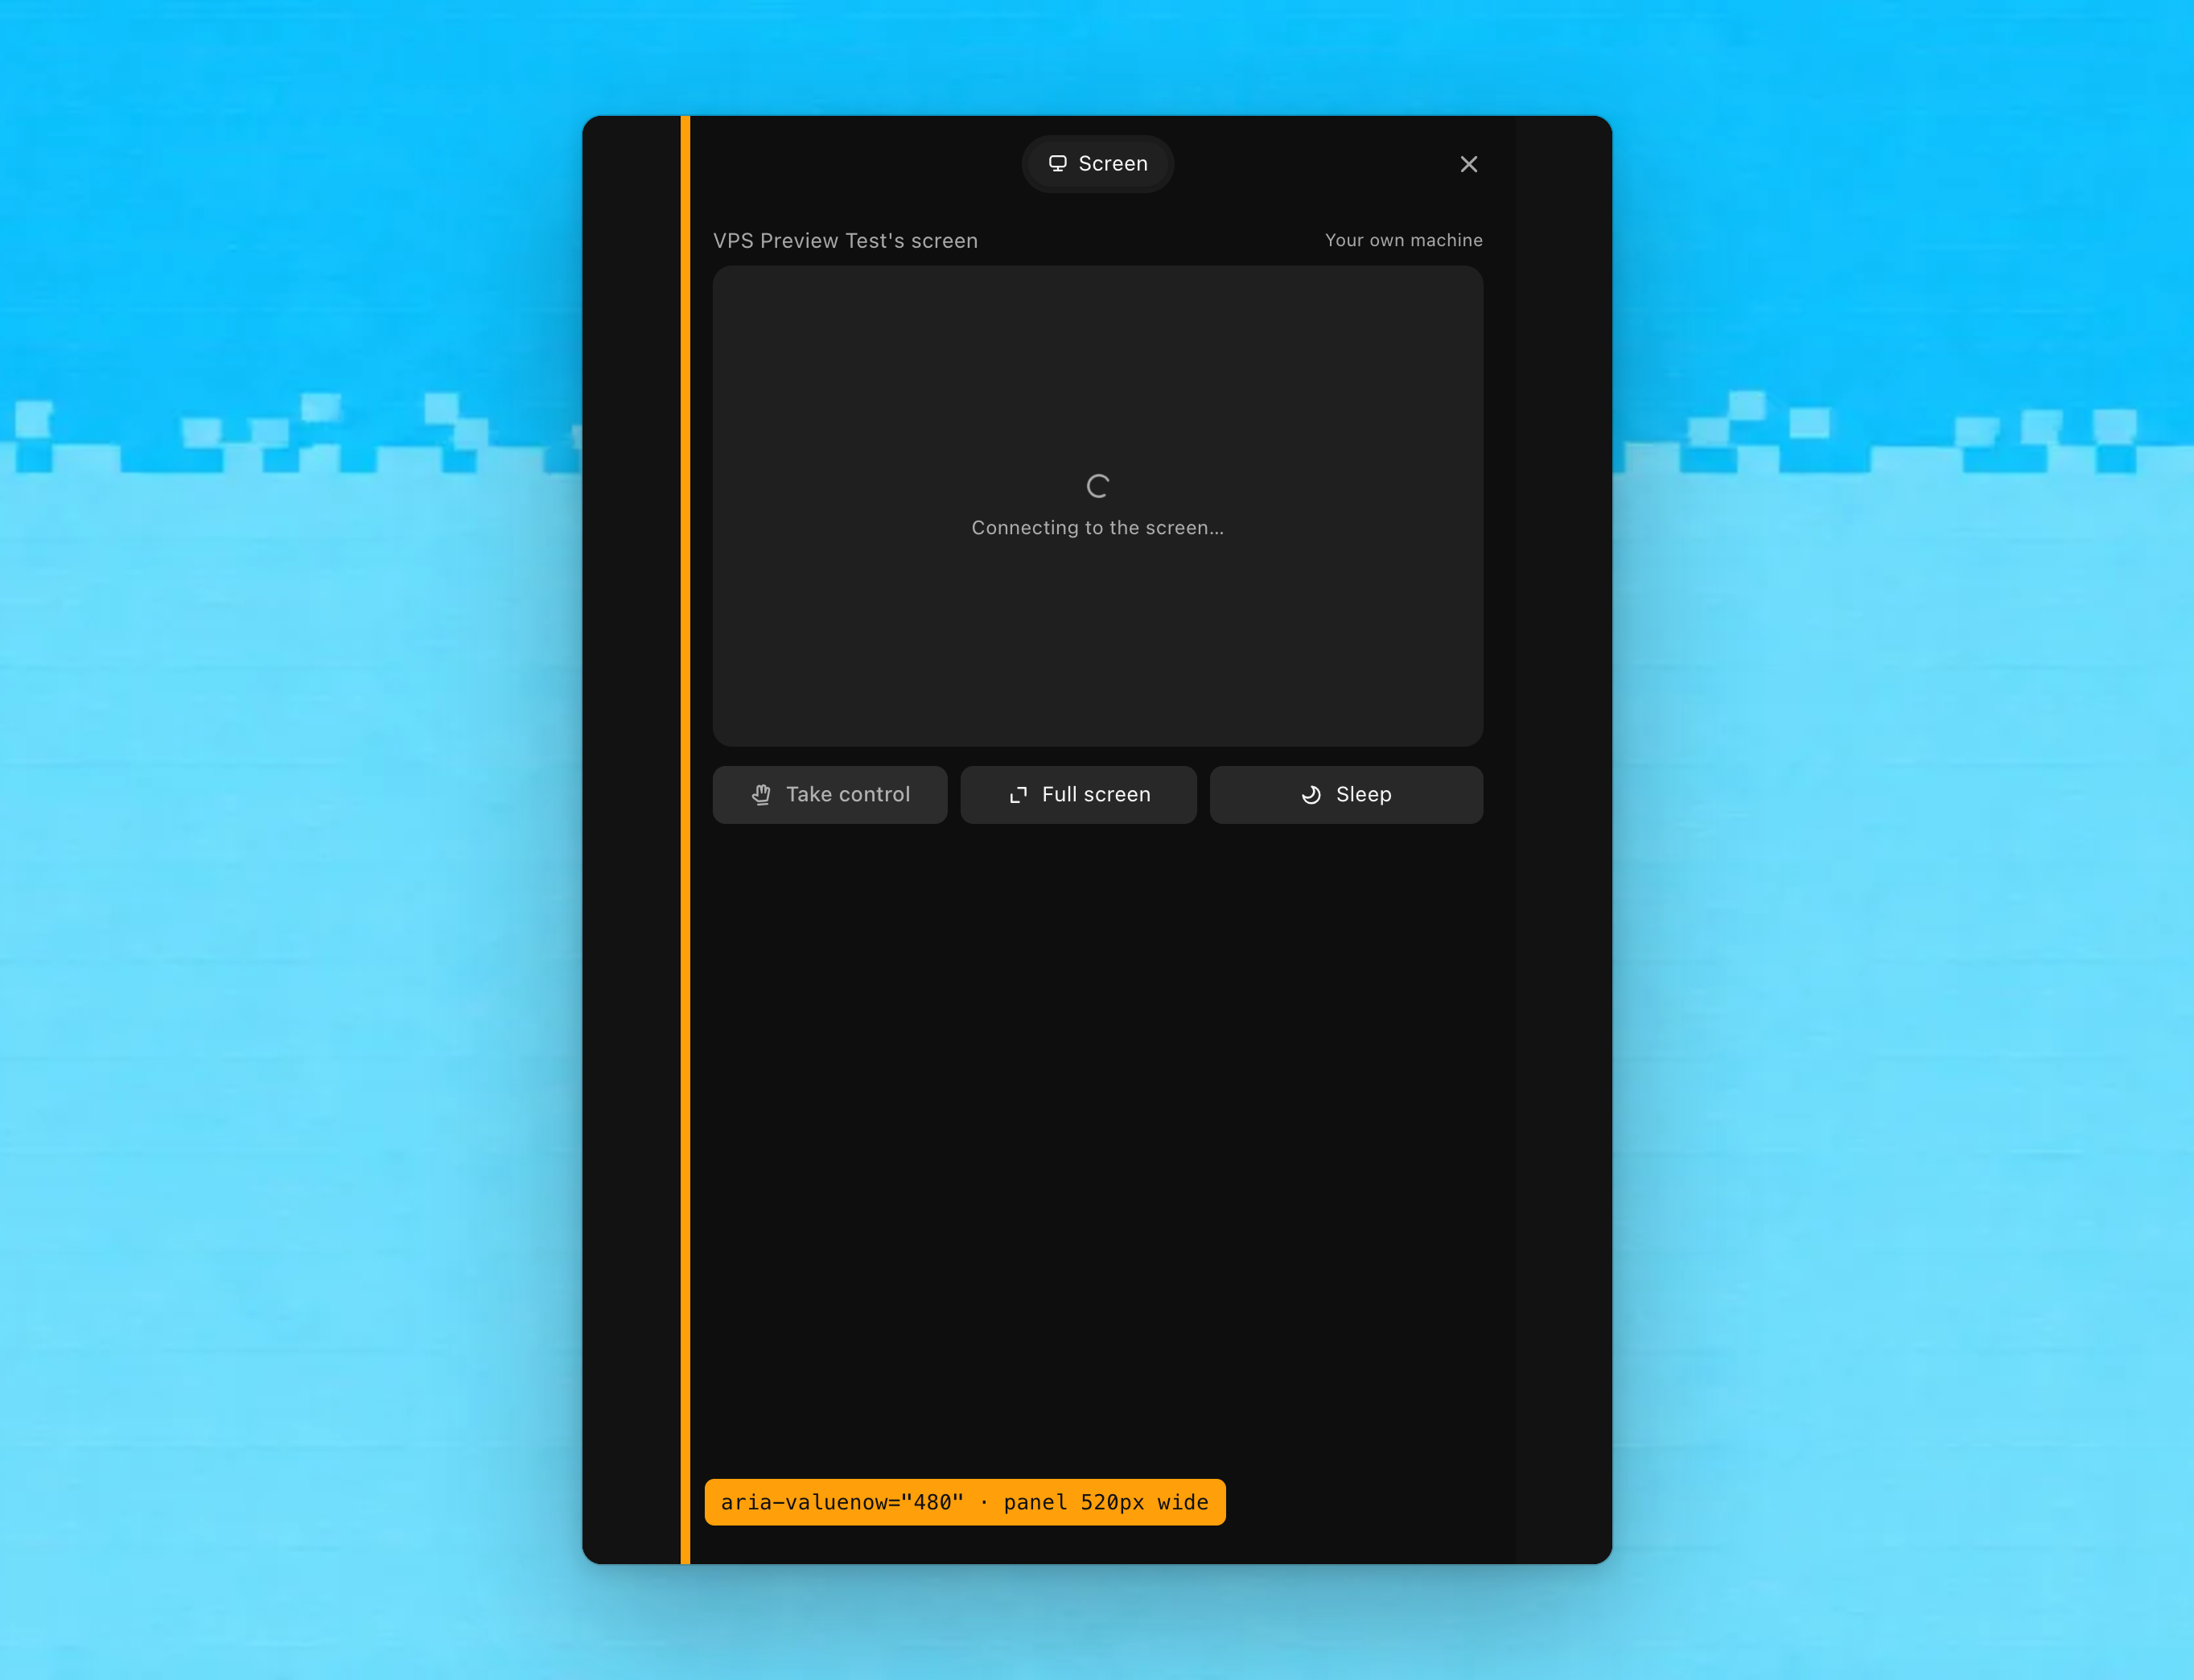 Screen
VPS Preview Test's screen
Your own machine
Connecting to the screen...
Take control
Full screen
Sleep
aria-valuenow="480" · panel 520px wide